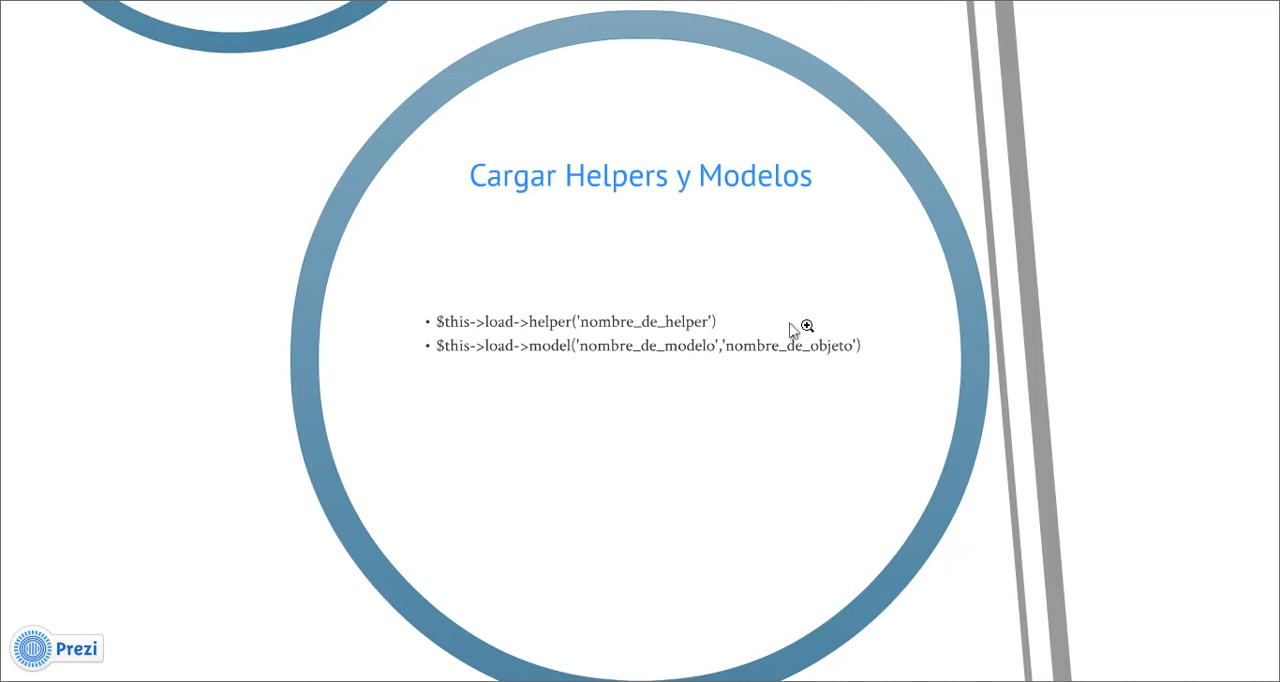 Cargar Helpers y Modelos
• $this->load->helper('nombre_de_helper')
• $this->load->model('nombre_de_modelo','nombre_de_objeto')
Prezi